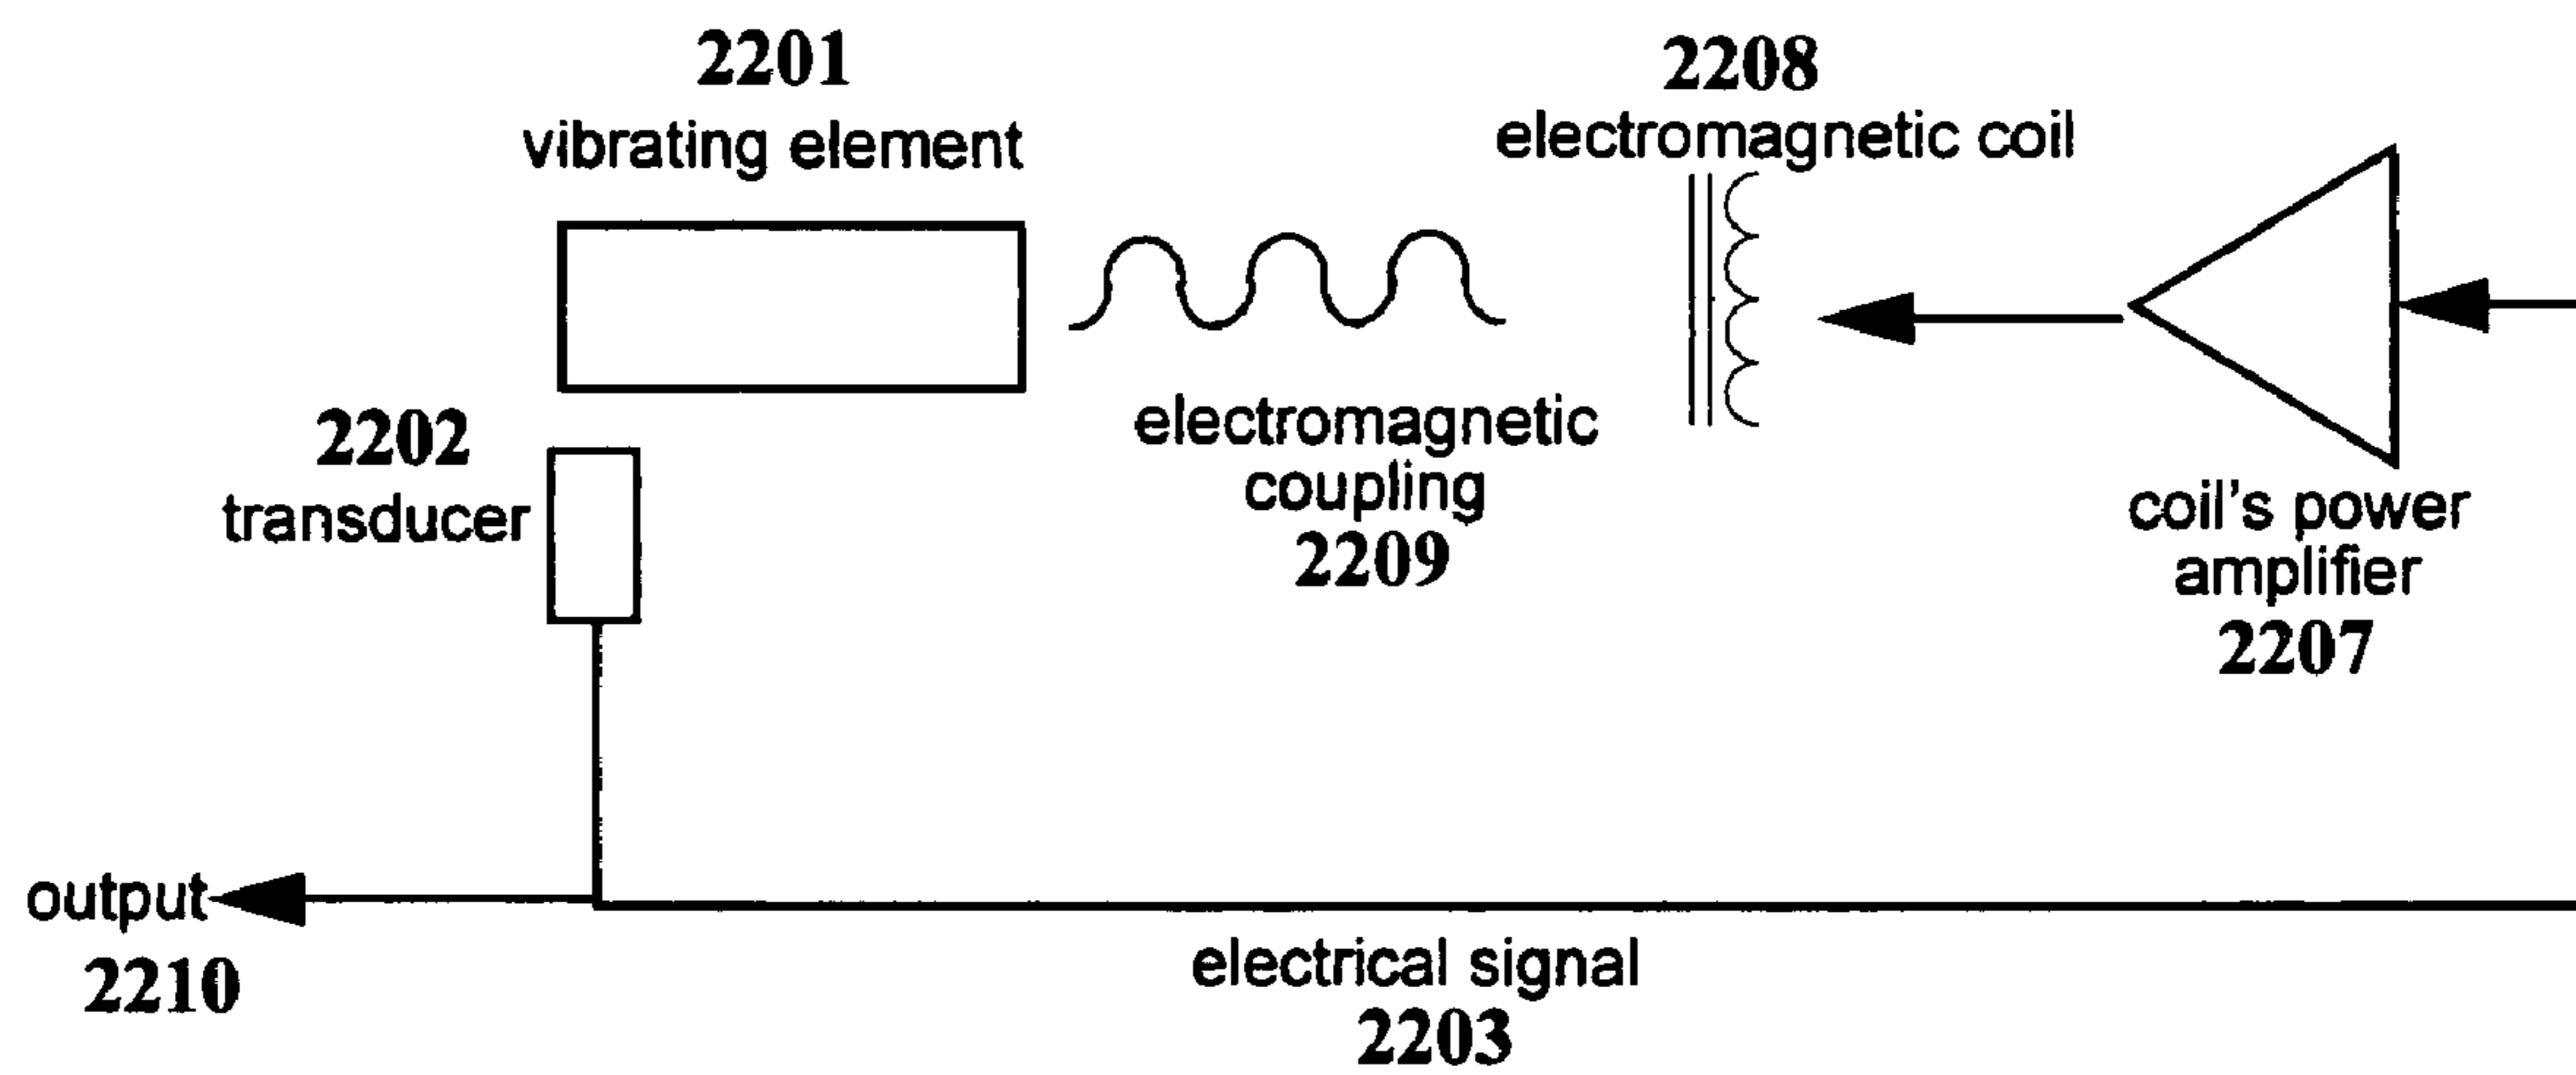 2201
vibrating element
2208
electromagnetic coil
2202
transducer
electromagnetic
coupling
2209
coil's power
amplifier
2207
output
2210
electrical signal
2203